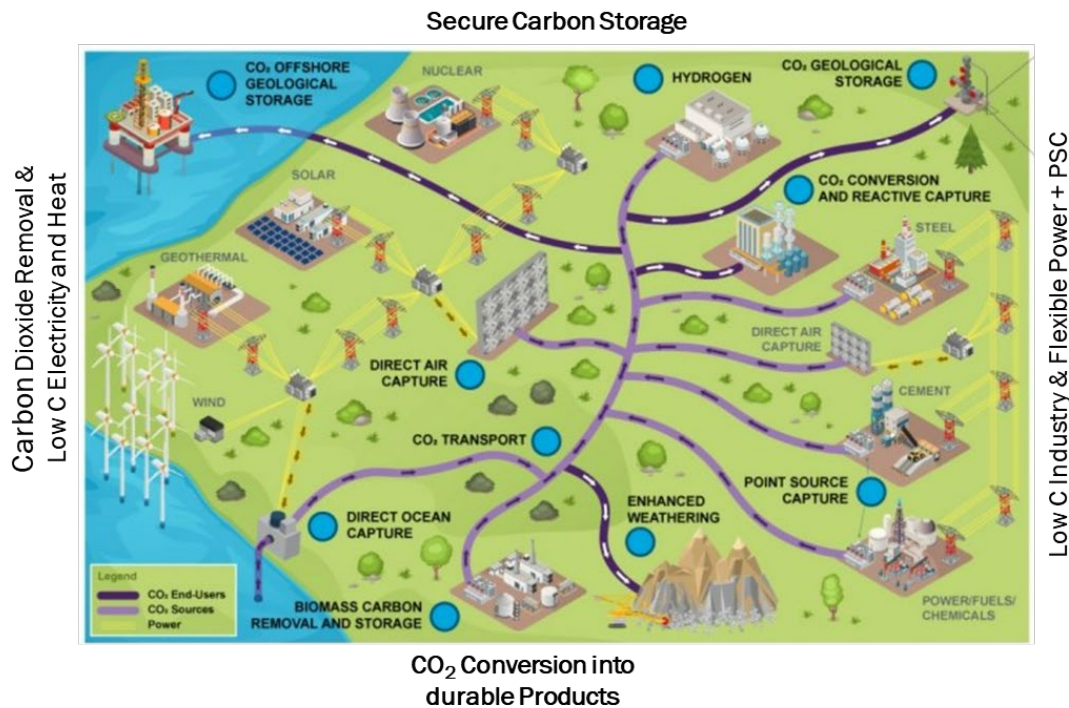 Secure Carbon Storage
Carbon Dioxide Removal &
Low C Electricity and Heat
CO₂ OFFSHORE
GEOLOGICAL
STORAGE
NUCLEAR
HYDROGEN
CO₂ GEOLOGICAL
STORAGE
SOLAR
CO₂ CONVERSION
AND REACTIVE CAPTURE
STEEL
GEOTHERMAL
DIRECT AIR
CAPTURE
DIRECT AIR
CAPTURE
CEMENT
WIND
CO₂ TRANSPORT
POINT SOURCE
CAPTURE
DIRECT OCEAN
CAPTURE
ENHANCED
WEATHERING
Legend
CO₂ End-Users
CO₂ Sources
Power
BIOMASS CARBON
REMOVAL AND STORAGE
POWER/FUELS/
CHEMICALS
Low C Industry & Flexible Power + PSC
CO₂ Conversion into
durable Products